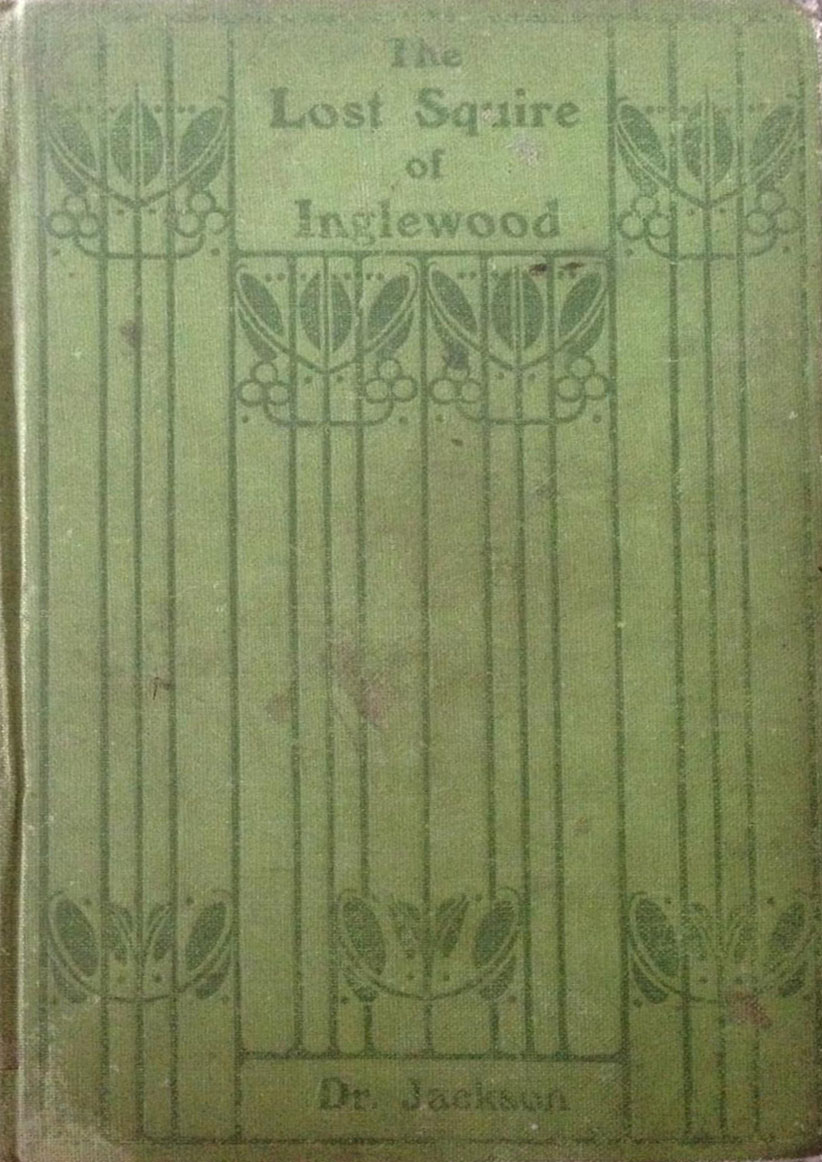 The
Lost Squire
of
Inglewood
Dr. Jackson